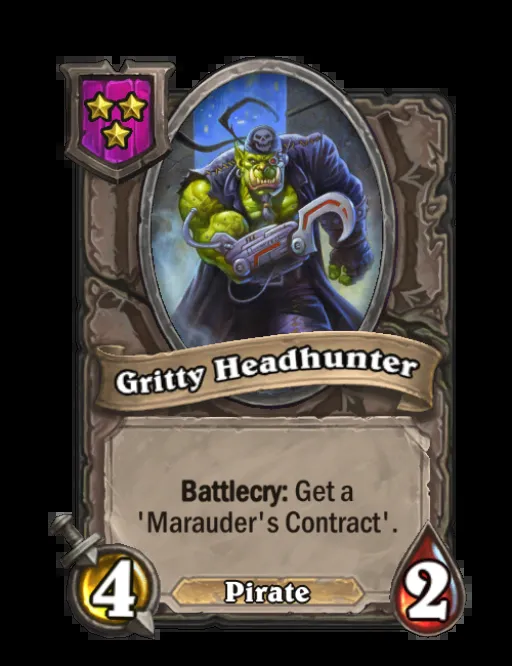 Gritty Headhunter
Battlecry: Get a
'Marauder's Contract'.
4
Pirate
2